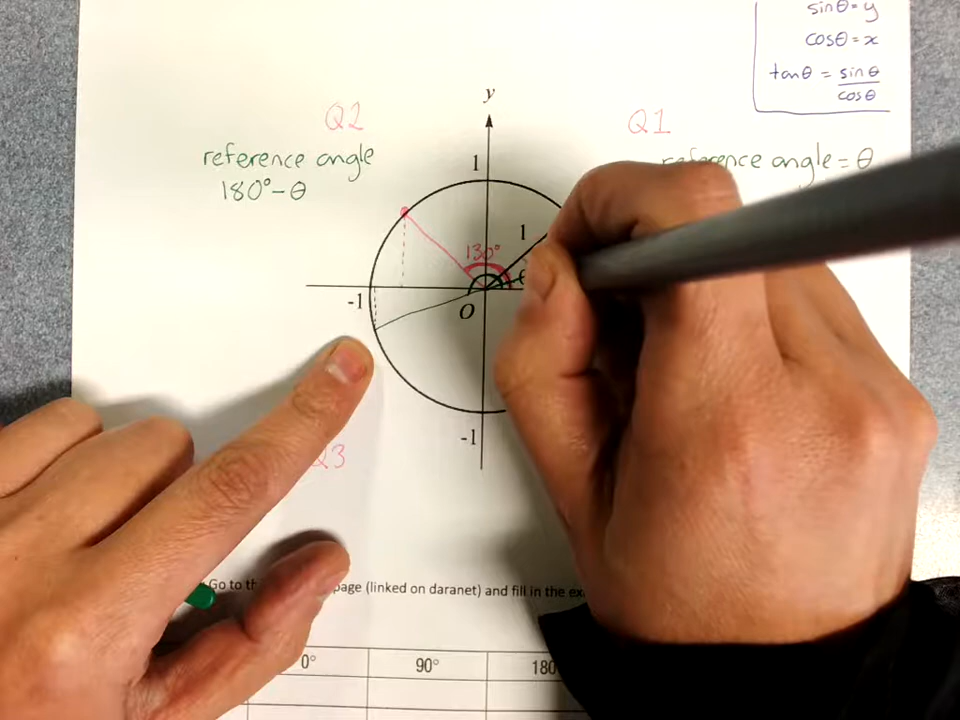 sinθ=y
cosθ=x
tanθ = sinθ
cosθ
y
Q2
Q1
reference angle
180°-θ
reference angle = θ
1
1
130°
-1
O
-1
Q3
Go to th page (linked on daranet) and fill in the ex
0°
90°
180